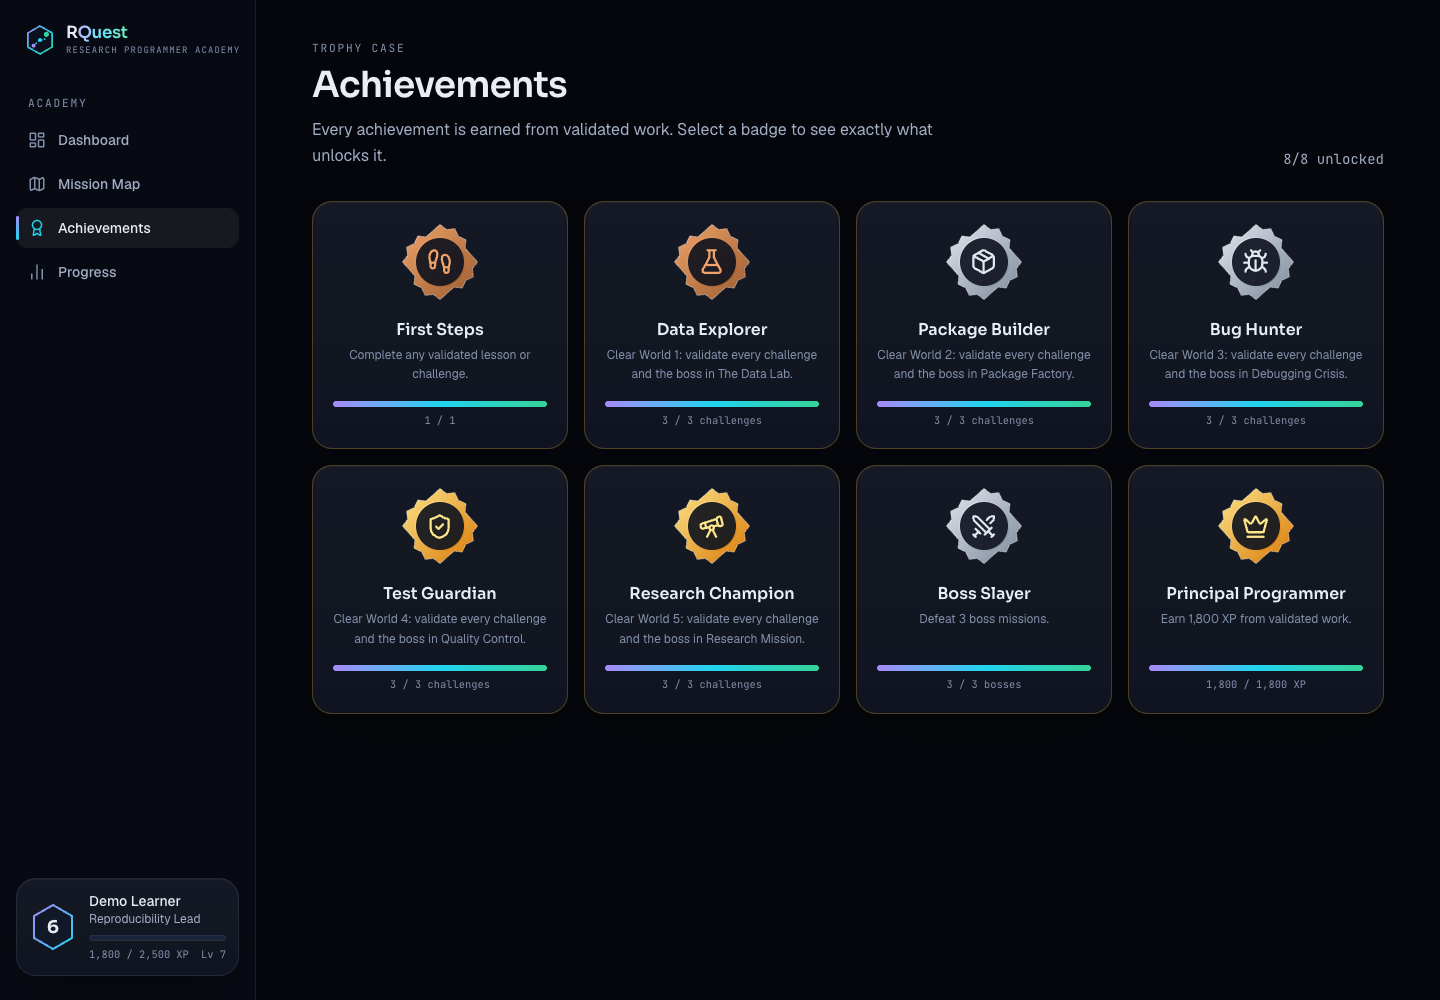 RQuest
RESEARCH PROGRAMMER ACADEMY
ACADEMY
Dashboard
Mission Map
Achievements
Progress
TROPHY CASE
Achievements
Every achievement is earned from validated work. Select a badge to see exactly what
unlocks it.
8/8 unlocked
First Steps
Complete any validated lesson or
challenge.
1 / 1
Data Explorer
Clear World 1: validate every challenge
and the boss in The Data Lab.
3 / 3 challenges
Package Builder
Clear World 2: validate every challenge
and the boss in Package Factory.
3 / 3 challenges
Bug Hunter
Clear World 3: validate every challenge
and the boss in Debugging Crisis.
3 / 3 challenges
Test Guardian
Clear World 4: validate every challenge
and the boss in Quality Control.
3 / 3 challenges
Research Champion
Clear World 5: validate every challenge
and the boss in Research Mission.
3 / 3 challenges
Boss Slayer
Defeat 3 boss missions.
3 / 3 bosses
Principal Programmer
Earn 1,800 XP from validated work.
1,800 / 1,800 XP
6
Demo Learner
Reproducibility Lead
1,800 / 2,500 XP Lv 7